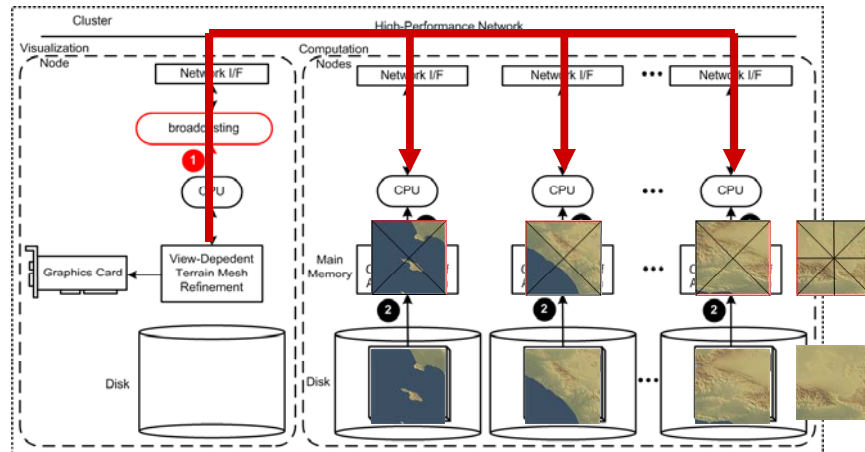 Cluster
High-Performance Network
Visualization
Node
Computation
Nodes
Network I/F
Network I/F
Network I/F
•••
Network I/F
broadcasting
1
CPU
CPU
CPU
•••
CPU
Graphics Card
View-Depedent
Terrain Mesh
Refinement
Main
Memory
•••
2
2
2
Disk
Disk
•••